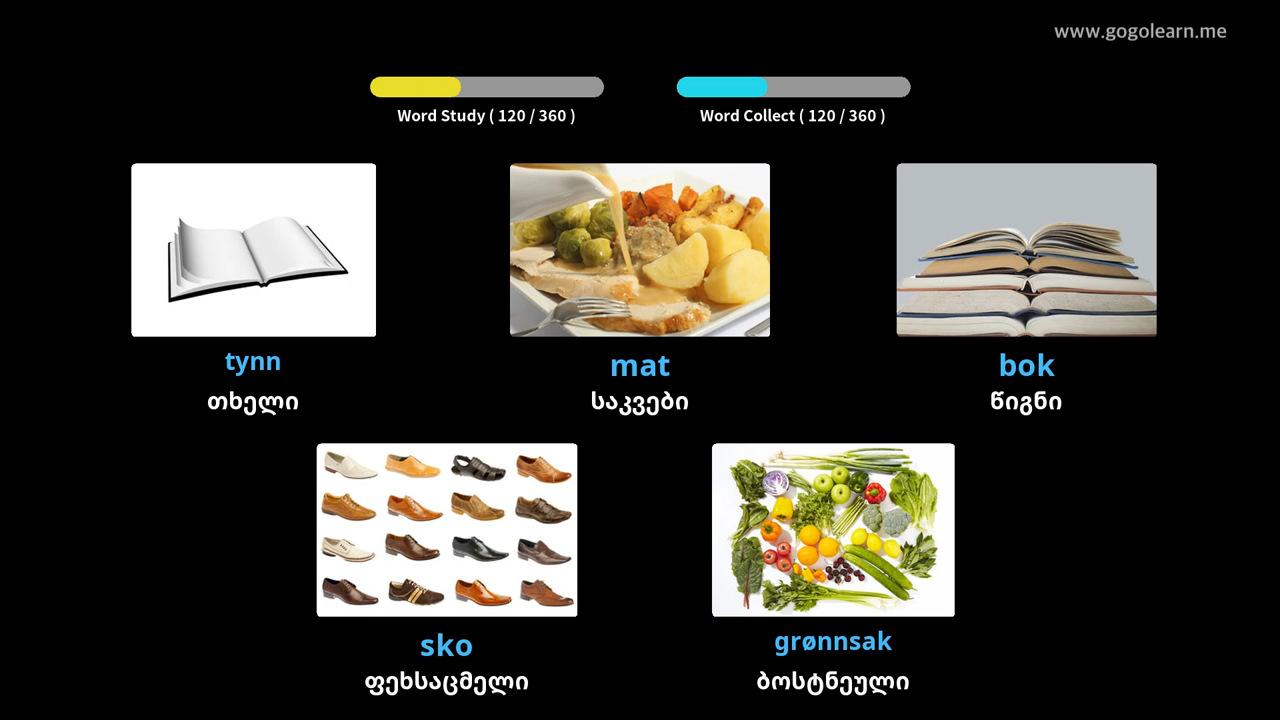 www.gogolearn.me
Word Study ( 120 / 360 )
Word Collect ( 120 / 360 )
tynn
თხელი
mat
საკვები
bok
წიგნი
sko
ფეხსაცმელი
grønnsak
ბოსტნეული